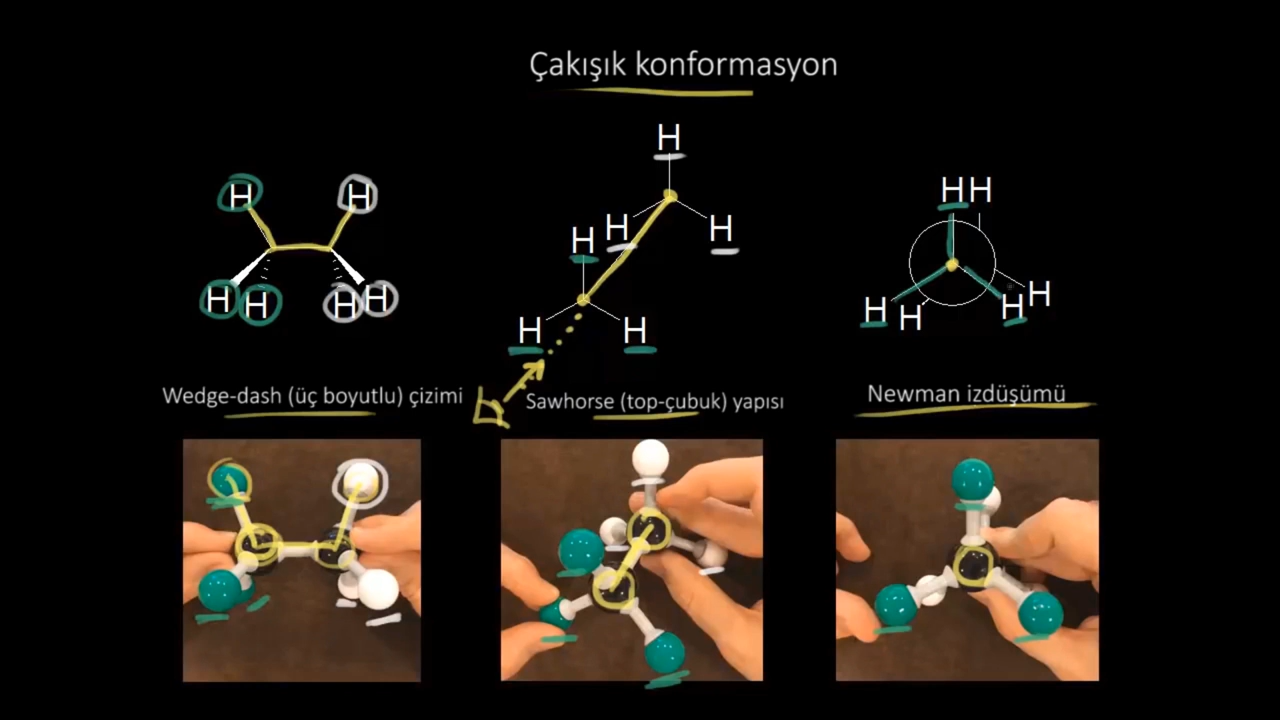 Çakışık konformasyon
H H
H H H H
H
H H
H
H H
HH
H H H H
Wedge-dash (üç boyutlu) çizimi
Sawhorse (top-çubuk) yapısı
Newman izdüşümü